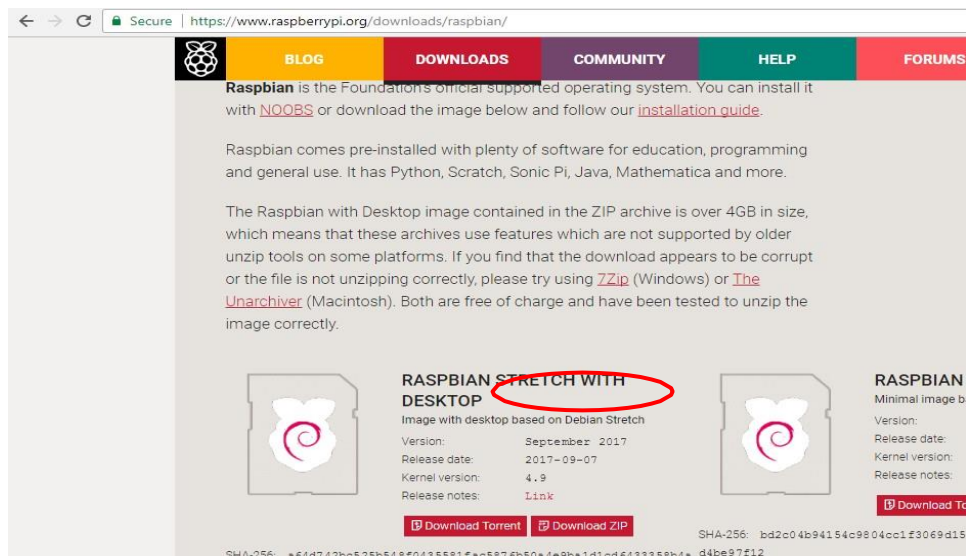 Secure | https://www.raspberrypi.org/downloads/raspbian/
BLOG DOWNLOADS COMMUNITY HELP FORUMS
Raspbian is the Foundation's official supported operating system. You can install it
with NOOBS or download the image below and follow our installation guide.
Raspbian comes pre-installed with plenty of software for education, programming
and general use. It has Python, Scratch, Sonic Pi, Java, Mathematica and more.
The Raspbian with Desktop image contained in the ZIP archive is over 4GB in size,
which means that these archives use features which are not supported by older
unzip tools on some platforms. If you find that the download appears to be corrupt
or the file is not unzipping correctly, please try using 7Zip (Windows) or The
Unarchiver (Macintosh). Both are free of charge and have been tested to unzip the
image correctly.
RASPBIAN STRETCH WITH
DESKTOP
Image with desktop based on Debian Stretch
Version: September 2017
Release date: 2017-09-07
Kernel version: 4.9
Release notes: Link
Download Torrent Download ZIP
SHA-256:
RASPBIAN
Minimal image b
Version:
Release date:
Kernel version:
Release notes:
Download To
SHA-256: bd2c04b94154c9804cc1f3069d15
d4be97f12